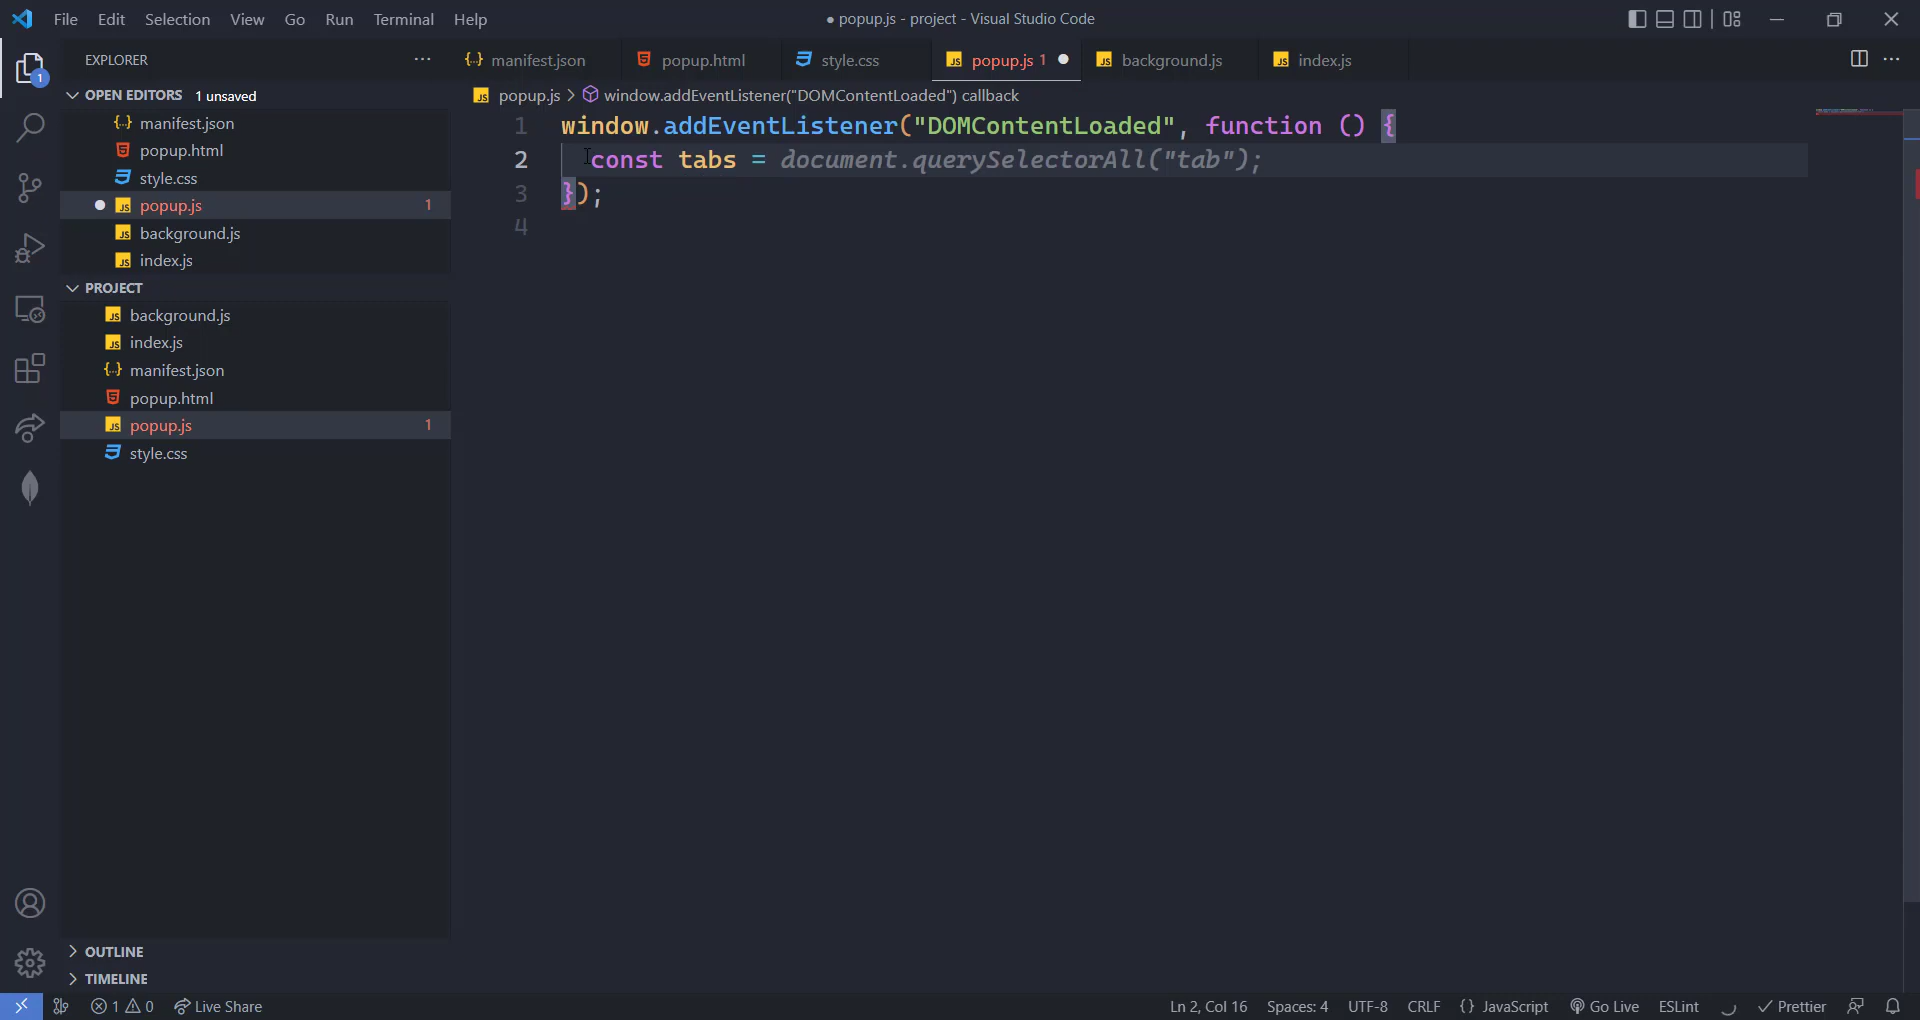 File Edit Selection View Go Run Terminal Help
● popup.js - project - Visual Studio Code
1
EXPLORER
OPEN EDITORS 1 unsaved
manifest.json
popup.html
style.css
popup.js 1
background.js
index.js
PROJECT
background.js
index.js
manifest.json
popup.html
popup.js 1
style.css
OUTLINE
TIMELINE
manifest.json popup.html style.css popup.js 1 background.js index.js
JS popup.js > window.addEventListener("DOMContentLoaded") callback
1 window.addEventListener("DOMContentLoaded", function () {
2 const tabs = document.querySelectorAll("tab");
3 });
4
1 0 Live Share
Ln 2, Col 16 Spaces: 4 UTF-8 CRLF {} JavaScript Go Live ESLint Prettier